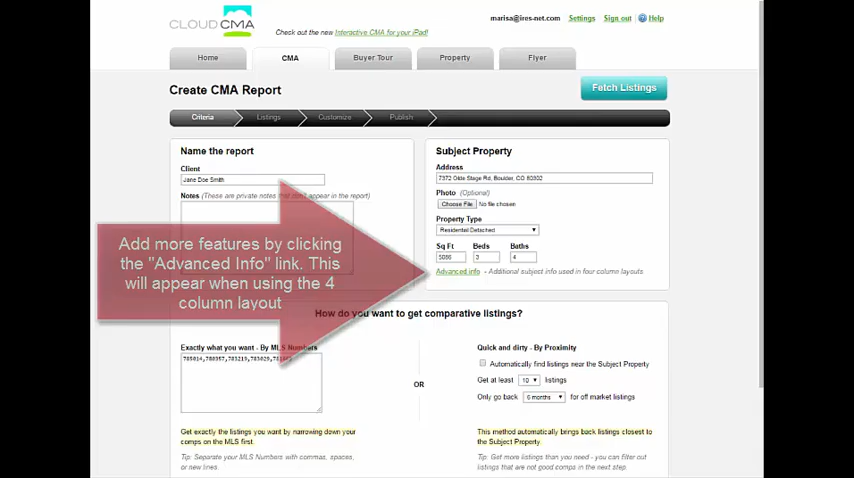 CLOUD CMA
Check out the new Interactive CMA for your iPad!
marisa@ires-net.com Settings Sign out Help
Home CMA Buyer Tour Property Flyer
Create CMA Report
Fetch Listings
Criteria Listings Customize Publish
Name the report
Client
Jane Doe Smith
Notes (These are private notes that don't appear in the report)
Subject Property
Address
7372 Olde Stage Rd, Boulder, CO 80302
Photo (Optional)
Choose File No file chosen
Property Type
Residential Detached
Sq Ft Beds Baths
5086 3 4
Advanced info - Additional subject info used in four column layouts
Add more features by clicking
the "Advanced Info" link. This
will appear when using the 4
column layout
How do you want to get comparative listings?
Exactly what you want - By MLS Numbers
785014,788357,783219,783029,
Get exactly the listings you want by narrowing down your
comps on the MLS first.
Tip: Separate your MLS Numbers with commas, spaces,
or new lines.
OR
Quick and dirty - By Proximity
Automatically find listings near the Subject Property
Get at least 10 listings
Only go back 6 months for off market listings
This method automatically brings back listings closest to
the Subject Property.
Tip: Get more listings than you need - you can filter out
listings that are not good comps in the next step.